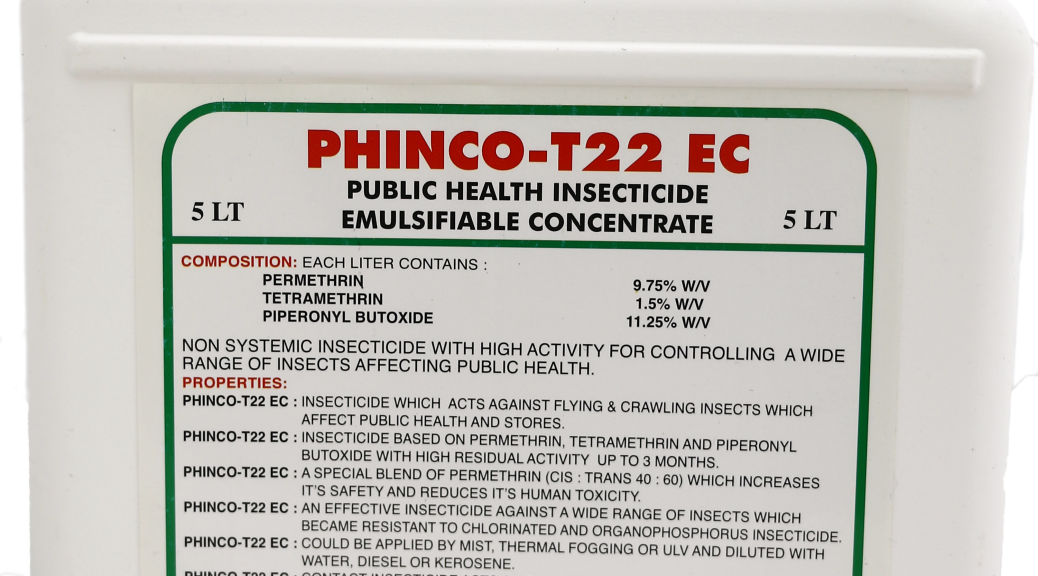 PHINCO-T22 EC
PUBLIC HEALTH INSECTICIDE
5 LT EMULSIFIABLE CONCENTRATE 5 LT
COMPOSITION: EACH LITER CONTAINS :
PERMETHRIN 9.75% W/V
TETRAMETHRIN 1.5% W/V
PIPERONYL BUTOXIDE 11.25% W/V
NON SYSTEMIC INSECTICIDE WITH HIGH ACTIVITY FOR CONTROLLING A WIDE
RANGE OF INSECTS AFFECTING PUBLIC HEALTH.
PROPERTIES:
PHINCO-T22 EC : INSECTICIDE WHICH ACTS AGAINST FLYING & CRAWLING INSECTS WHICH
AFFECT PUBLIC HEALTH AND STORES.
PHINCO-T22 EC : INSECTICIDE BASED ON PERMETHRIN, TETRAMETHRIN AND PIPERONYL
BUTOXIDE WITH HIGH RESIDUAL ACTIVITY UP TO 3 MONTHS.
PHINCO-T22 EC : A SPECIAL BLEND OF PERMETHRIN (CIS : TRANS 40 : 60) WHICH INCREASES
IT'S SAFETY AND REDUCES IT'S HUMAN TOXICITY.
PHINCO-T22 EC : AN EFFECTIVE INSECTICIDE AGAINST A WIDE RANGE OF INSECTS WHICH
BECAME RESISTANT TO CHLORINATED AND ORGANOPHOSPHORUS INSECTICIDE.
PHINCO-T22 EC : COULD BE APPLIED BY MIST, THERMAL FOGGING OR ULV AND DILUTED WITH
WATER, DIESEL OR KEROSENE.